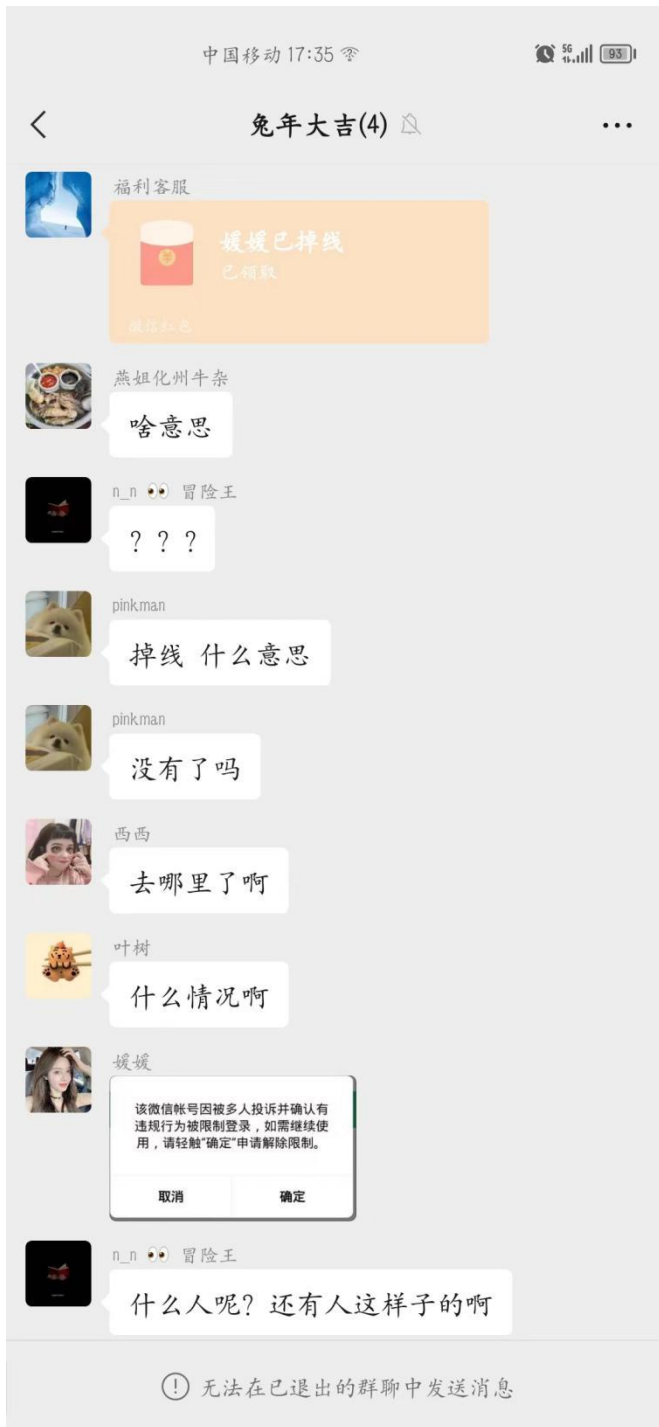 中国移动 17:35
5G
93
兔年大吉(4)
福利客服
媛媛已掉线
已领取
微信红包
燕姐化州牛杂
啥意思
n_n 👀 冒险王
？？？
pinkman
掉线 什么意思
pinkman
没有了吗
西西
去哪里了啊
叶树
什么情况啊
媛媛
该微信帐号因被多人投诉并确认有
违规行为被限制登录，如需继续使
用，请轻触“确定”申请解除限制。
取消 确定
n_n 👀 冒险王
什么人呢？还有人这样子的啊
无法在已退出的群聊中发送消息